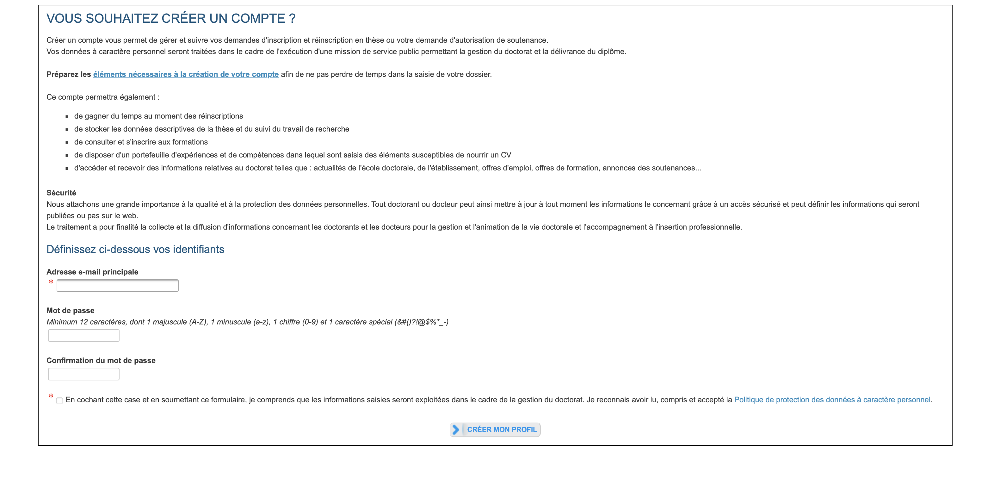 VOUS SOUHAITEZ CRÉER UN COMPTE ?
Créer un compte vous permet de gérer et suivre vos demandes d'inscription et réinscription en thèse ou votre demande d'autorisation de soutenance.
Vos données à caractère personnel seront traitées dans le cadre de l'exécution d'une mission de service public permettant la gestion du doctorat et la délivrance du diplôme.
Préparez les éléments nécessaires à la création de votre compte afin de ne pas perdre de temps dans la saisie de votre dossier.
Ce compte permettra également :
▪ de gagner du temps au moment des réinscriptions
▪ de stocker les données descriptives de la thèse et du suivi du travail de recherche
▪ de consulter et s'inscrire aux formations
▪ de disposer d'un portefeuille d'expériences et de compétences dans lequel sont saisis des éléments susceptibles de nourrir un CV
▪ d'accéder et recevoir des informations relatives au doctorat telles que : actualités de l'école doctorale, de l'établissement, offres d'emploi, offres de formation, annonces des soutenances...
Sécurité
Nous attachons une grande importance à la qualité et à la protection des données personnelles. Tout doctorant ou docteur peut ainsi mettre à jour à tout moment les informations le concernant grâce à un accès sécurisé et peut définir les informations qui seront
publiées ou pas sur le web.
Le traitement a pour finalité la collecte et la diffusion d'informations concernant les doctorants et les docteurs pour la gestion et l'animation de la vie doctorale et l'accompagnement à l'insertion professionnelle.
Définissez ci-dessous vos identifiants
Adresse e-mail principale
*
Mot de passe
Minimum 12 caractères, dont 1 majuscule (A-Z), 1 minuscule (a-z), 1 chiffre (0-9) et 1 caractère spécial (&#()?!@$%*_-)
Confirmation du mot de passe
* En cochant cette case et en soumettant ce formulaire, je comprends que les informations saisies seront exploitées dans le cadre de la gestion du doctorat. Je reconnais avoir lu, compris et accepté la Politique de protection des données à caractère personnel.
CRÉER MON PROFIL